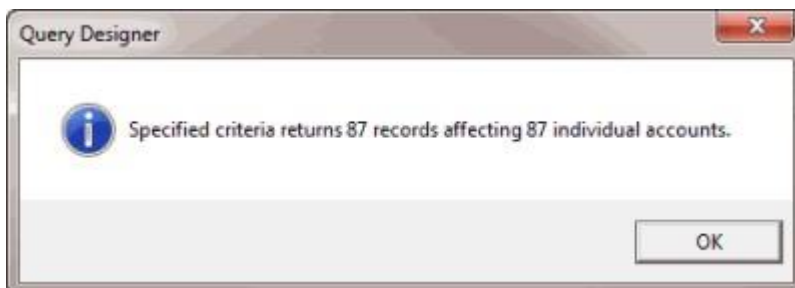 Query Designer
Specified criteria returns 87 records affecting 87 individual accounts.
OK